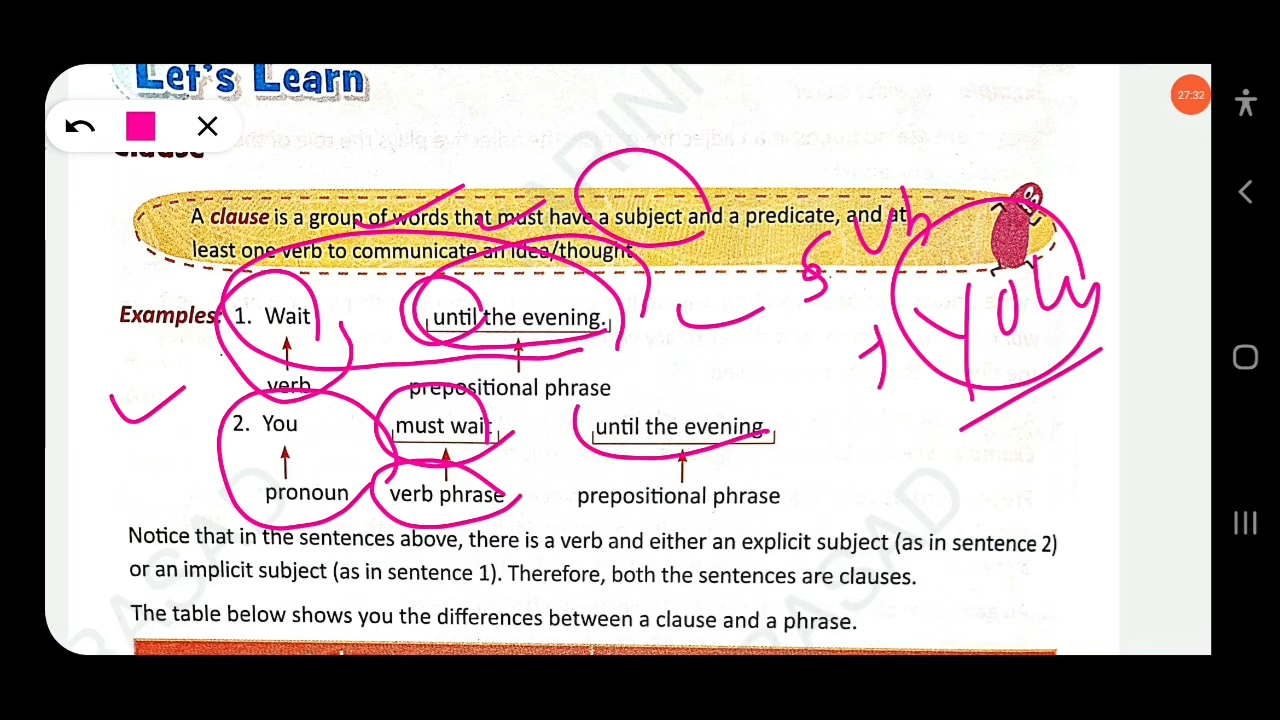 Let's Learn
27:32
Clause
A clause is a group of words that must have a subject and a predicate, and at
least one verb to communicate an idea/thought
Sub
Examples: 1. Wait until the evening.
You
verb prepositional phrase
2. You must wait until the evening.
pronoun verb phrase prepositional phrase
Notice that in the sentences above, there is a verb and either an explicit subject (as in sentence 2)
or an implicit subject (as in sentence 1). Therefore, both the sentences are clauses.
The table below shows you the differences between a clause and a phrase.